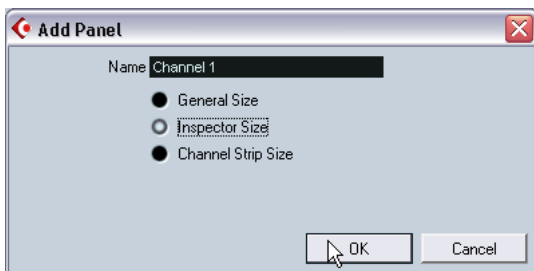 Add Panel
Name Channel 1
General Size
Inspector Size
Channel Strip Size
OK Cancel